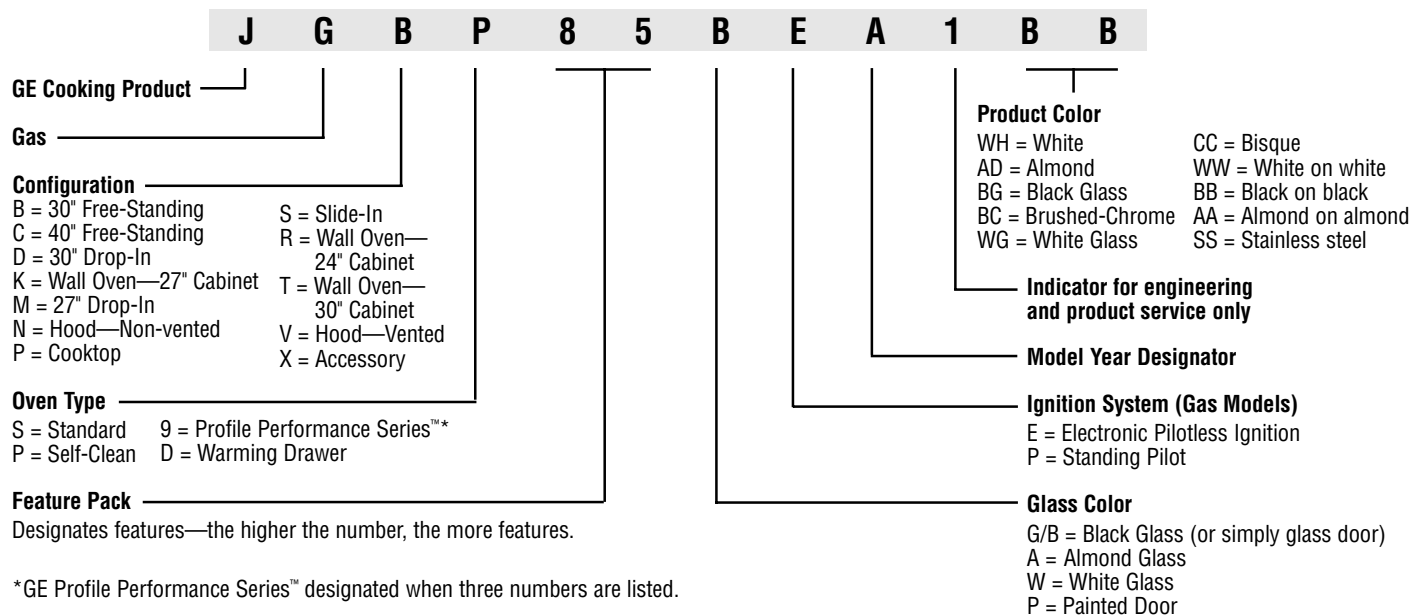 J G B P 8 5 B E A 1 B B
GE Cooking Product
Gas
Configuration
B = 30" Free-Standing
C = 40" Free-Standing
D = 30" Drop-In
K = Wall Oven—27" Cabinet
M = 27" Drop-In
N = Hood—Non-vented
P = Cooktop
S = Slide-In
R = Wall Oven—
24" Cabinet
T = Wall Oven—
30" Cabinet
V = Hood—Vented
X = Accessory
Oven Type
S = Standard
P = Self-Clean
9 = Profile Performance Series™*
D = Warming Drawer
Feature Pack
Designates features—the higher the number, the more features.
*GE Profile Performance Series™ designated when three numbers are listed.
Product Color
WH = White
AD = Almond
BG = Black Glass
BC = Brushed-Chrome
WG = White Glass
CC = Bisque
WW = White on white
BB = Black on black
AA = Almond on almond
SS = Stainless steel
Indicator for engineering
and product service only
Model Year Designator
Ignition System (Gas Models)
E = Electronic Pilotless Ignition
P = Standing Pilot
Glass Color
G/B = Black Glass (or simply glass door)
A = Almond Glass
W = White Glass
P = Painted Door